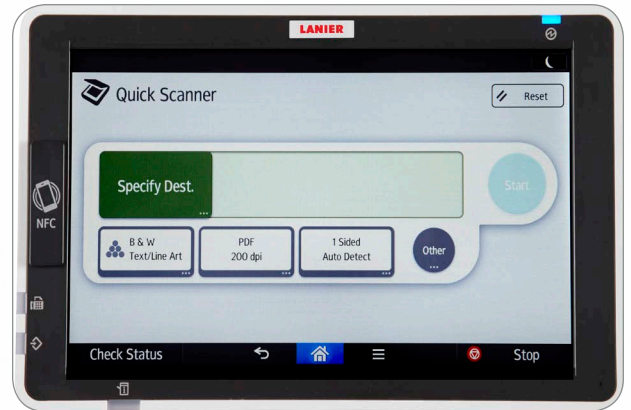 LANIER
Quick Scanner
Reset
Specify Dest.
Start
NFC
B & W
Text/Line Art
PDF
200 dpi
1 Sided
Auto Detect
Other
Check Status
Stop